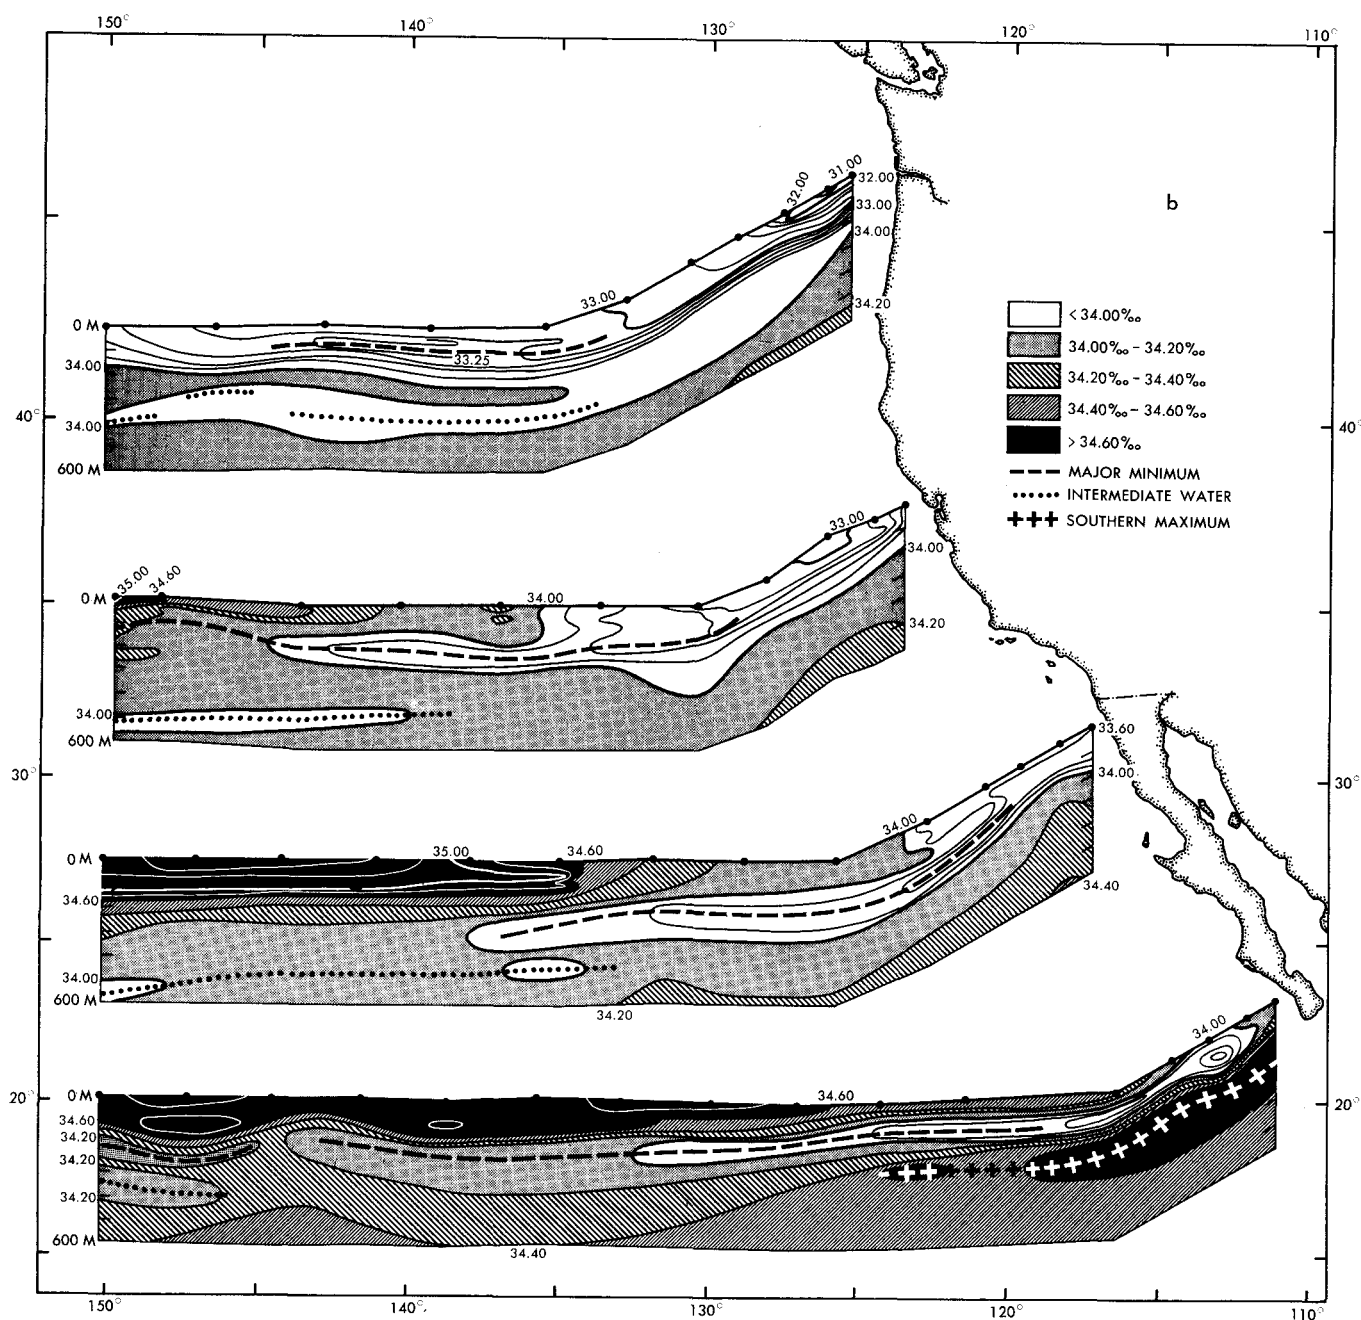 150° 140° 130° 120° 110°
b
31.00
32.00
32.00
33.00
34.00
34.20
33.00
0 M
34.00
33.25
34.00
600 M
40° 40°
<34.00‰
34.00‰ - 34.20‰
34.20‰ - 34.40‰
34.40‰ - 34.60‰
>34.60‰
MAJOR MINIMUM
INTERMEDIATE WATER
SOUTHERN MAXIMUM
35.00
34.60
0 M
34.00
33.00
34.00
34.20
34.00
600 M
30° 30°
33.60
34.00
34.00
0 M
35.00
34.60
34.60
34.40
34.00
600 M
34.20
34.00
20° 20°
0 M
34.60
34.60
34.20
34.20
34.20
600 M
34.40
150° 140° 130° 120° 110°